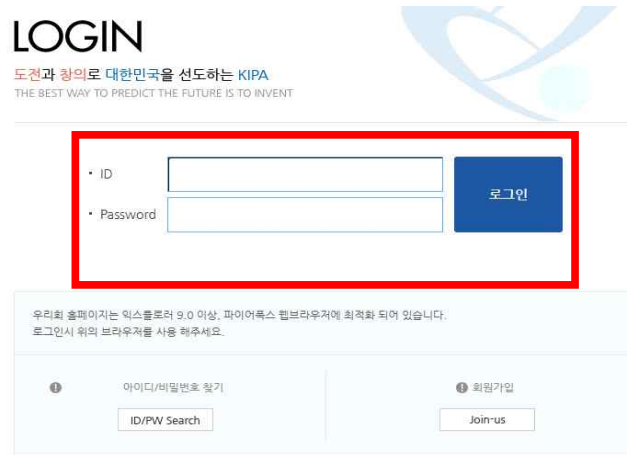 LOGIN
도전과 창의로 대한민국을 선도하는 KIPA
THE BEST WAY TO PREDICT THE FUTURE IS TO INVENT
ID
로그인
Password
우리회 홈페이지는 익스플로러 9.0 이상, 파이어폭스 웹브라우저에 최적화 되어 있습니다.
로그인시 위의 브라우저를 사용 해주세요.
아이디/비밀번호 찾기
회원가입
ID/PW Search
Join-us